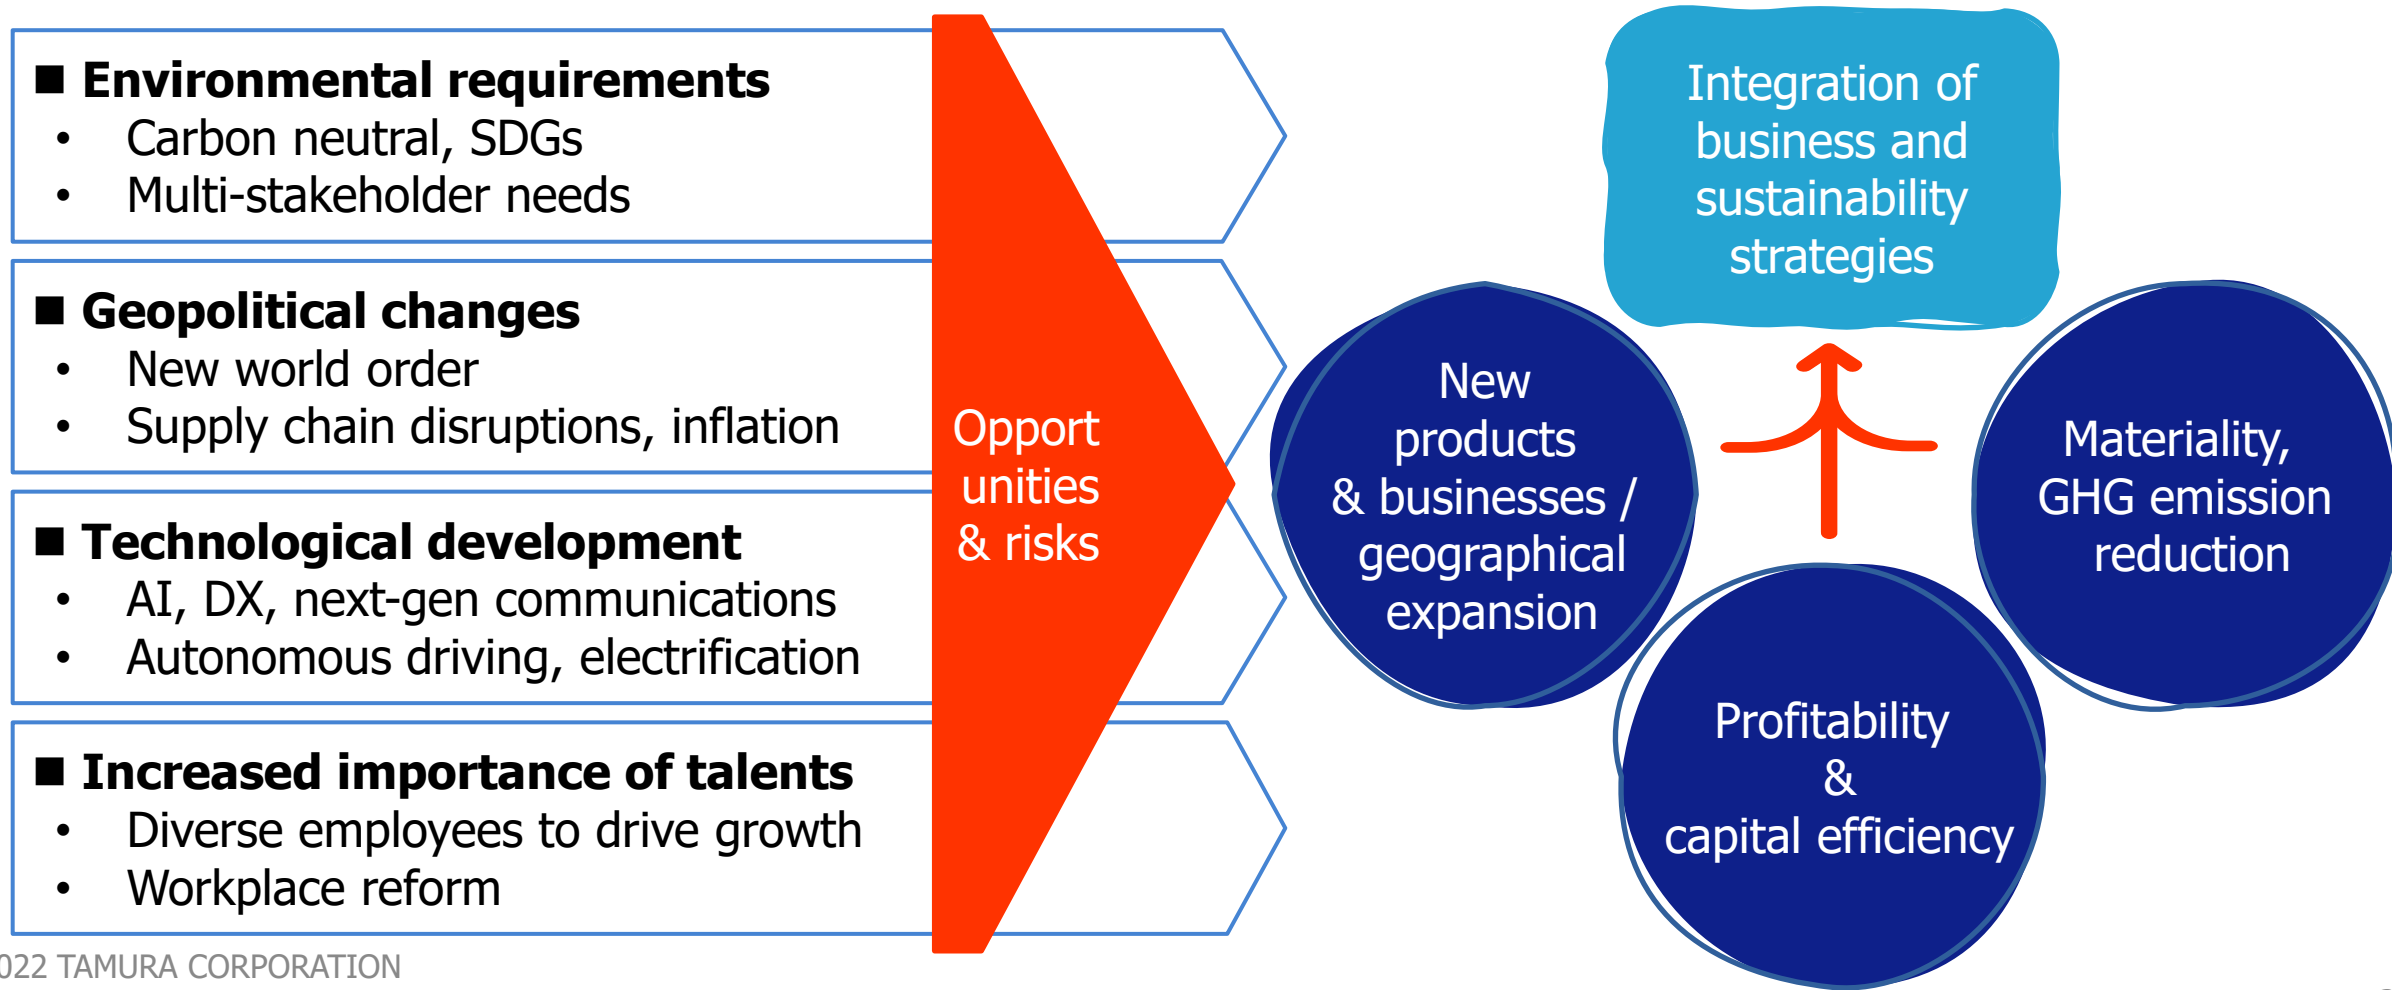 ■ Environmental requirements
• Carbon neutral, SDGs
• Multi-stakeholder needs
■ Geopolitical changes
• New world order
• Supply chain disruptions, inflation
■ Technological development
• AI, DX, next-gen communications
• Autonomous driving, electrification
■ Increased importance of talents
• Diverse employees to drive growth
• Workplace reform
Opport
unities
& risks
Integration of
business and
sustainability
strategies
New
products
& businesses /
geographical
expansion
Materiality,
GHG emission
reduction
Profitability
&
capital efficiency
022 TAMURA CORPORATION